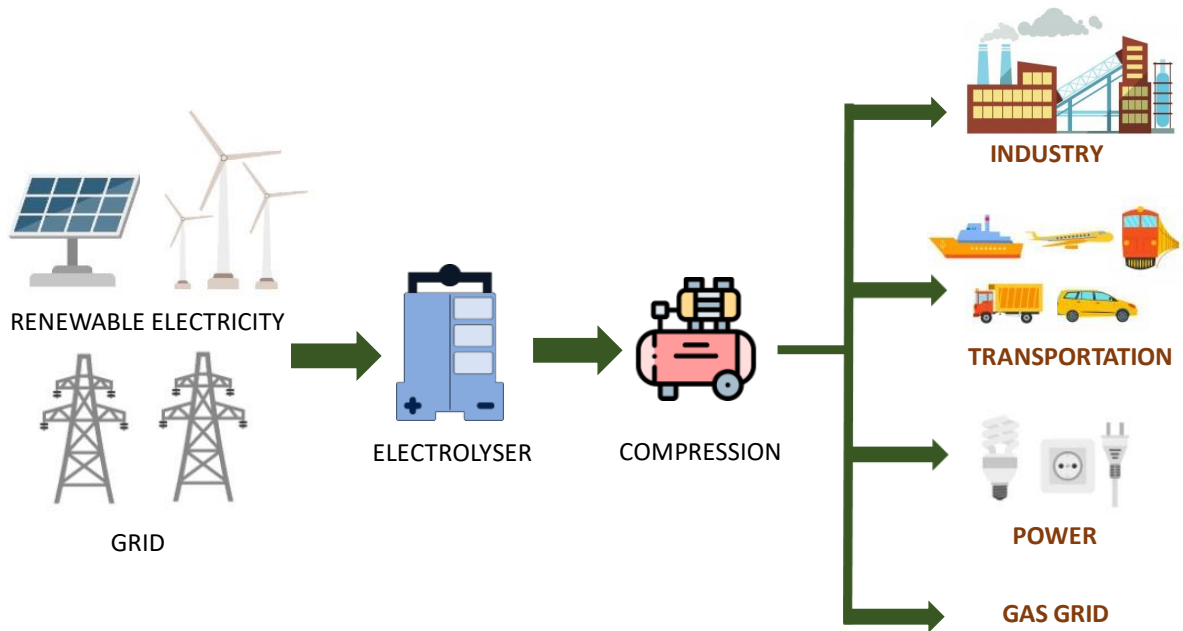 RENEWABLE ELECTRICITY
GRID
ELECTROLYSER
COMPRESSION
INDUSTRY
TRANSPORTATION
POWER
GAS GRID